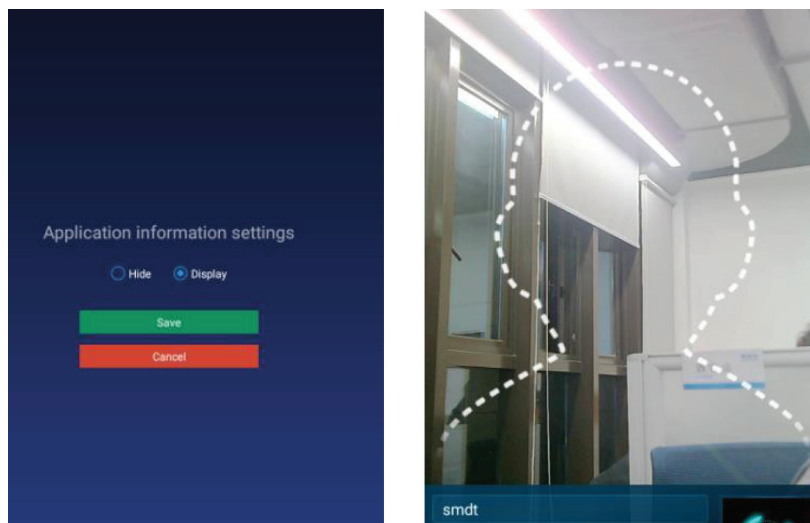 Application information settings
Hide
Display
Save
Cancel
smdt